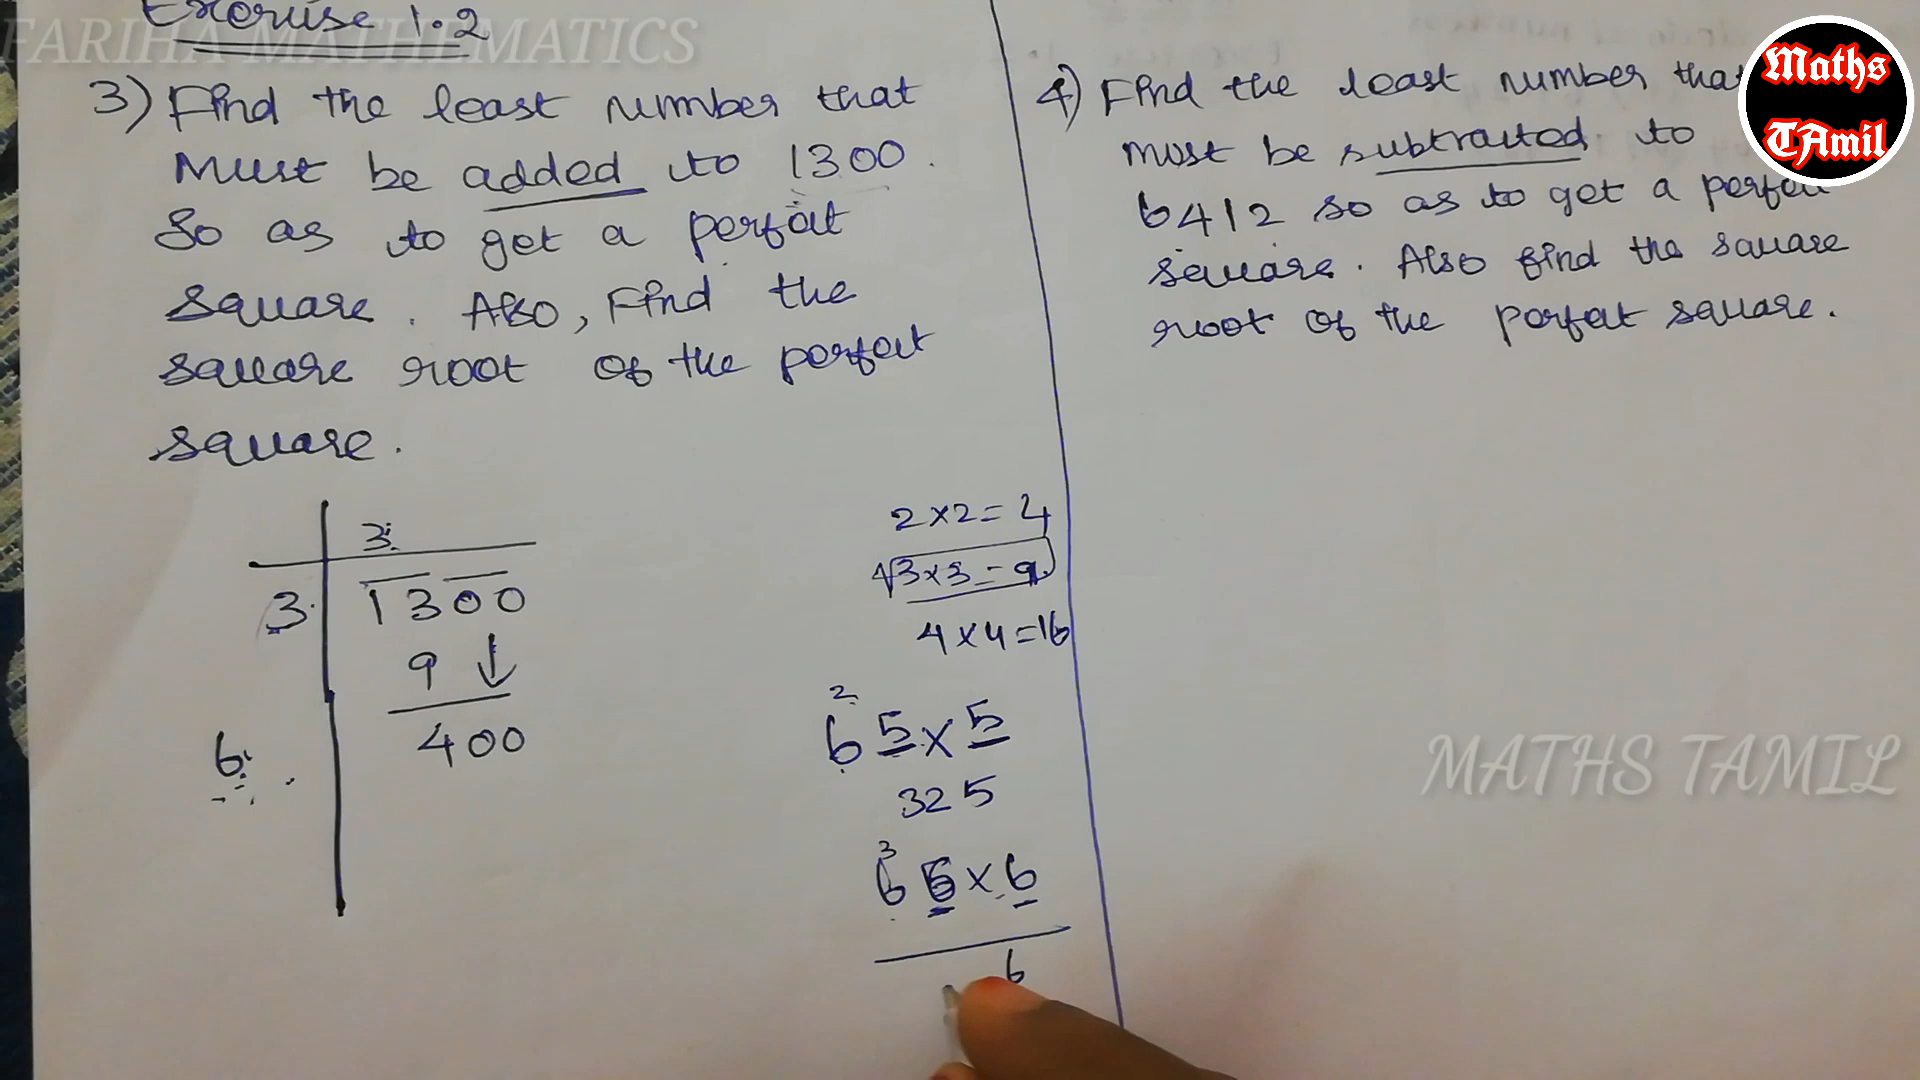 Exercise 1.2
FARIHA MATHEMATICS
3) Find the least number that
Must be added to 1300.
So as to get a perfect
square. Also, Find the
square root of the perfect
square.
3
3 1300
9 ↓
400
6
2×2=4
√3×3=9
4×4=16
2
65×5
325
3
66×6
6
4) Find the least number tha
must be subtracted to
6412 so as to get a perfect
square. Also find the square
root of the perfect square.
Maths
TAmil
MATHS TAMIL